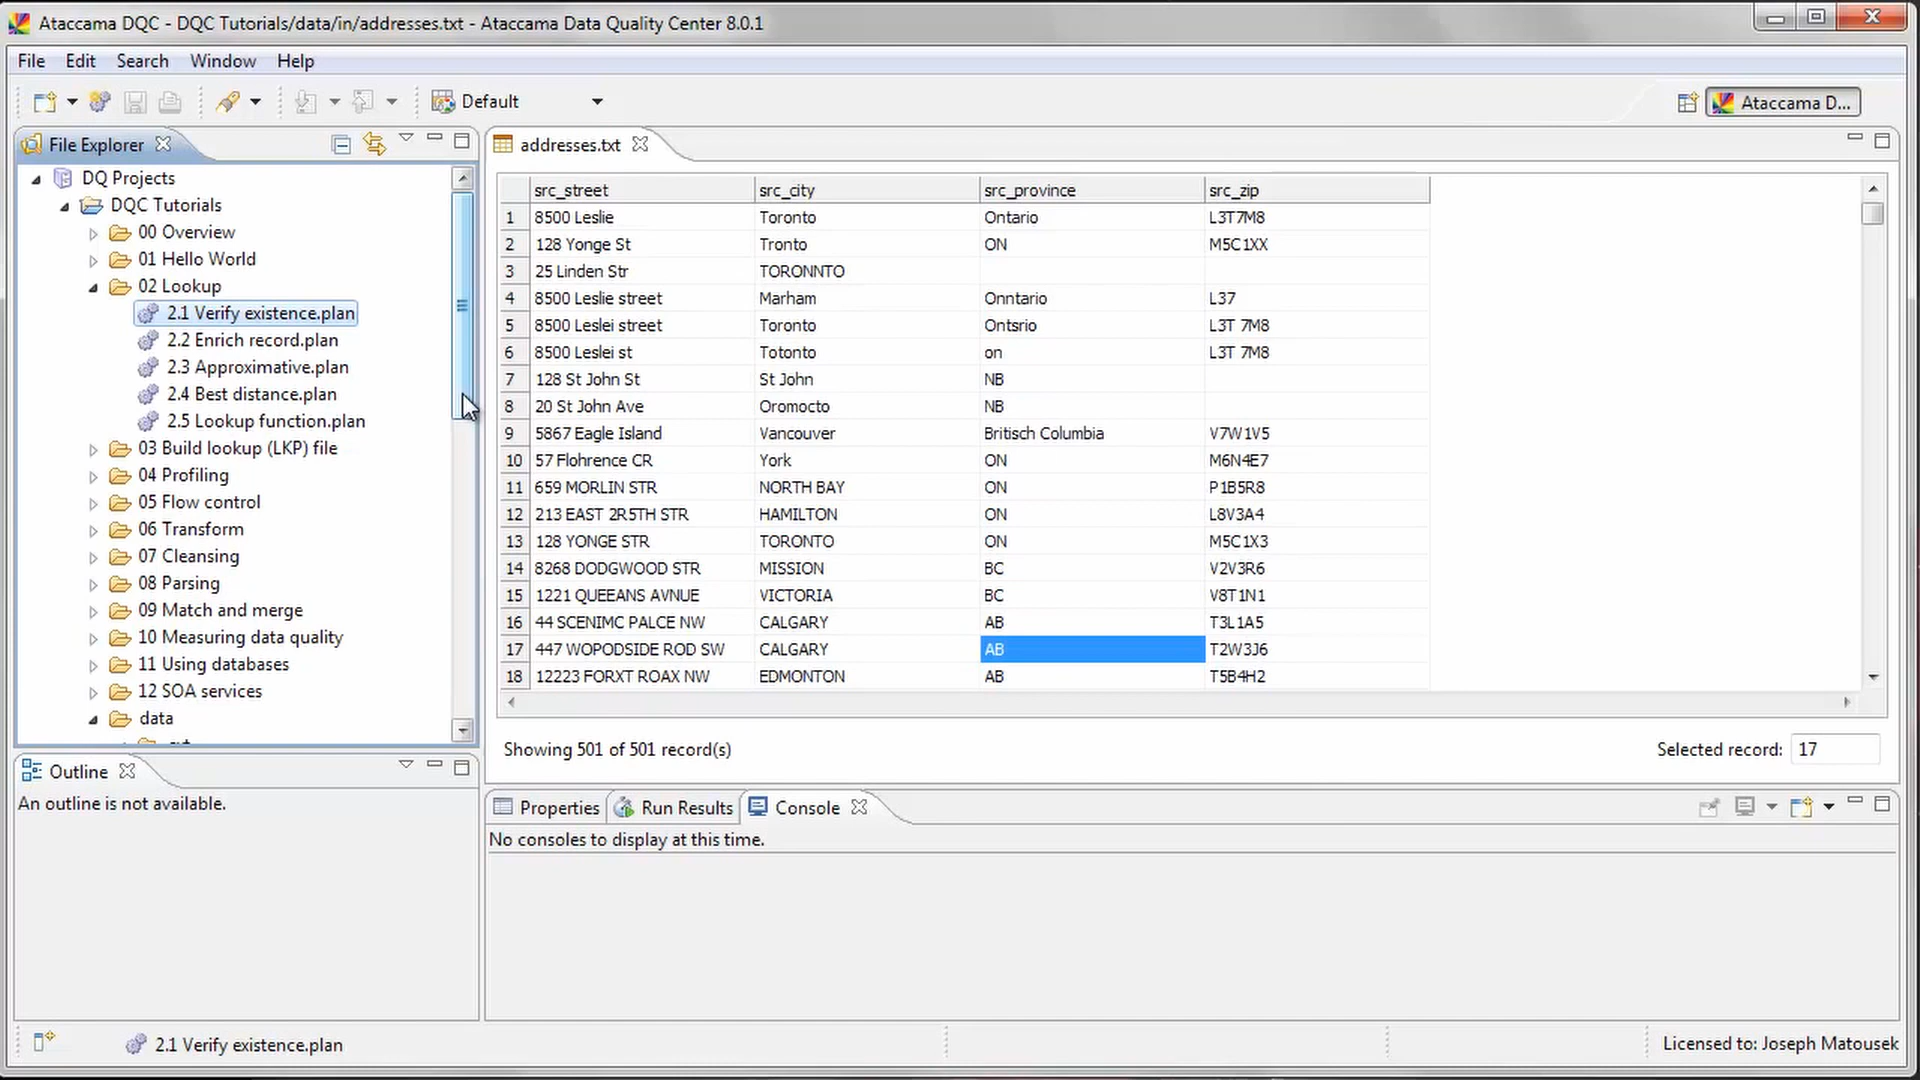 Ataccama DQC - DQC Tutorials/data/in/addresses.txt - Ataccama Data Quality Center 8.0.1
File Edit Search Window Help
Default
Ataccama D...
File Explorer
DQ Projects
DQC Tutorials
00 Overview
01 Hello World
02 Lookup
2.1 Verify existence.plan
2.2 Enrich record.plan
2.3 Approximative.plan
2.4 Best distance.plan
2.5 Lookup function.plan
03 Build lookup (LKP) file
04 Profiling
05 Flow control
06 Transform
07 Cleansing
08 Parsing
09 Match and merge
10 Measuring data quality
11 Using databases
12 SOA services
data
Outline
An outline is not available.
addresses.txt
src_street src_city src_province src_zip
1 8500 Leslie Toronto Ontario L3T7M8
2 128 Yonge St Tronto ON M5C1XX
3 25 Linden Str TORONNTO
4 8500 Leslie street Marham Onntario L37
5 8500 Leslei street Toronto Ontsrio L3T 7M8
6 8500 Leslei st Totonto on L3T 7M8
7 128 St John St St John NB
8 20 St John Ave Oromocto NB
9 5867 Eagle Island Vancouver Britisch Columbia V7W1V5
10 57 Flohrence CR York ON M6N4E7
11 659 MORLIN STR NORTH BAY ON P1B5R8
12 213 EAST 2R5TH STR HAMILTON ON L8V3A4
13 128 YONGE STR TORONTO ON M5C1X3
14 8268 DODGWOOD STR MISSION BC V2V3R6
15 1221 QUEEANS AVNUE VICTORIA BC V8T1N1
16 44 SCENIMC PALCE NW CALGARY AB T3L1A5
17 447 WOPODSIDE ROD SW CALGARY AB T2W3J6
18 12223 FORXT ROAX NW EDMONTON AB T5B4H2
Showing 501 of 501 record(s)
Selected record: 17
Properties Run Results Console
No consoles to display at this time.
2.1 Verify existence.plan
Licensed to: Joseph Matousek